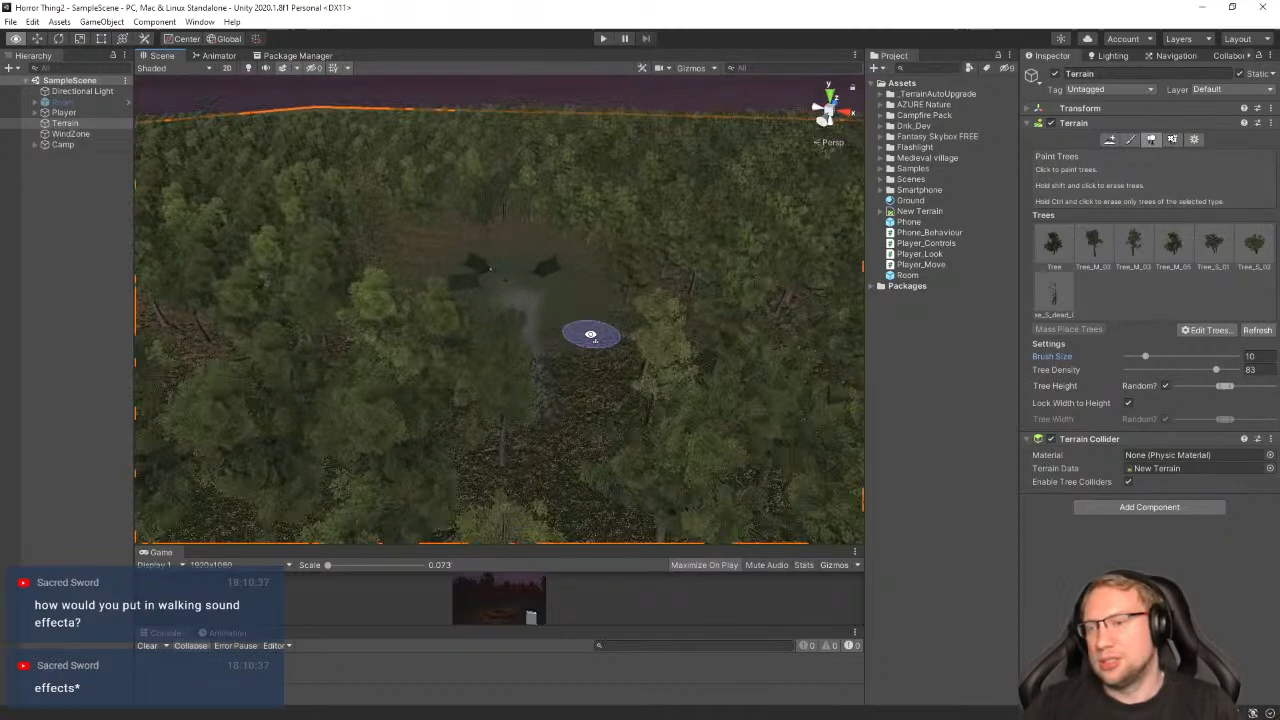 Horror Thing2 - SampleScene - PC, Mac & Linux Standalone - Unity 2020.1.8f1 Personal <DX11>
File Edit Assets GameObject Component Window Help
Center Global
Account Layers Layout
Hierarchy
Scene Animator Package Manager
Project
Inspector Lighting Navigation Collabor
All
Shaded 2D 0 Gizmos All
9
SampleScene
Directional Light
Room
Player
Terrain
WindZone
Camp
y
x
z
Persp
Assets
_TerrainAutoUpgrade
AZURE Nature
Campfire Pack
Dnk_Dev
Fantasy Skybox FREE
Flashlight
Medieval village
Samples
Scenes
Smartphone
Ground
New Terrain
Phone
Phone_Behaviour
Player_Controls
Player_Look
Player_Move
Room
Packages
Terrain Static
Tag Untagged Layer Default
Transform
Terrain
Paint Trees
Click to paint trees.
Hold shift and click to erase trees.
Hold Ctrl and click to erase only trees of the selected type.
Trees
Tree Tree_M_02 Tree_M_03 Tree_M_05 Tree_S_01 Tree_S_02
Mass Place Trees Edit Trees... Refresh
Settings
Brush Size 10
Tree Density 83
Tree Height Random?
Lock Width to Height
Tree Width Random?
Terrain Collider
Material None (Physic Material)
Terrain Data New Terrain
Enable Tree Colliders
Add Component
Game
Display 1 1920x1080 Scale 0.073 Maximize On Play Mute Audio Stats Gizmos
Sacred Sword 18:10:37
how would you put in walking sound
effecta?
Console Animation
Clear Collapse Error Pause Editor 0 0 0
Sacred Sword 18:10:37
effects*